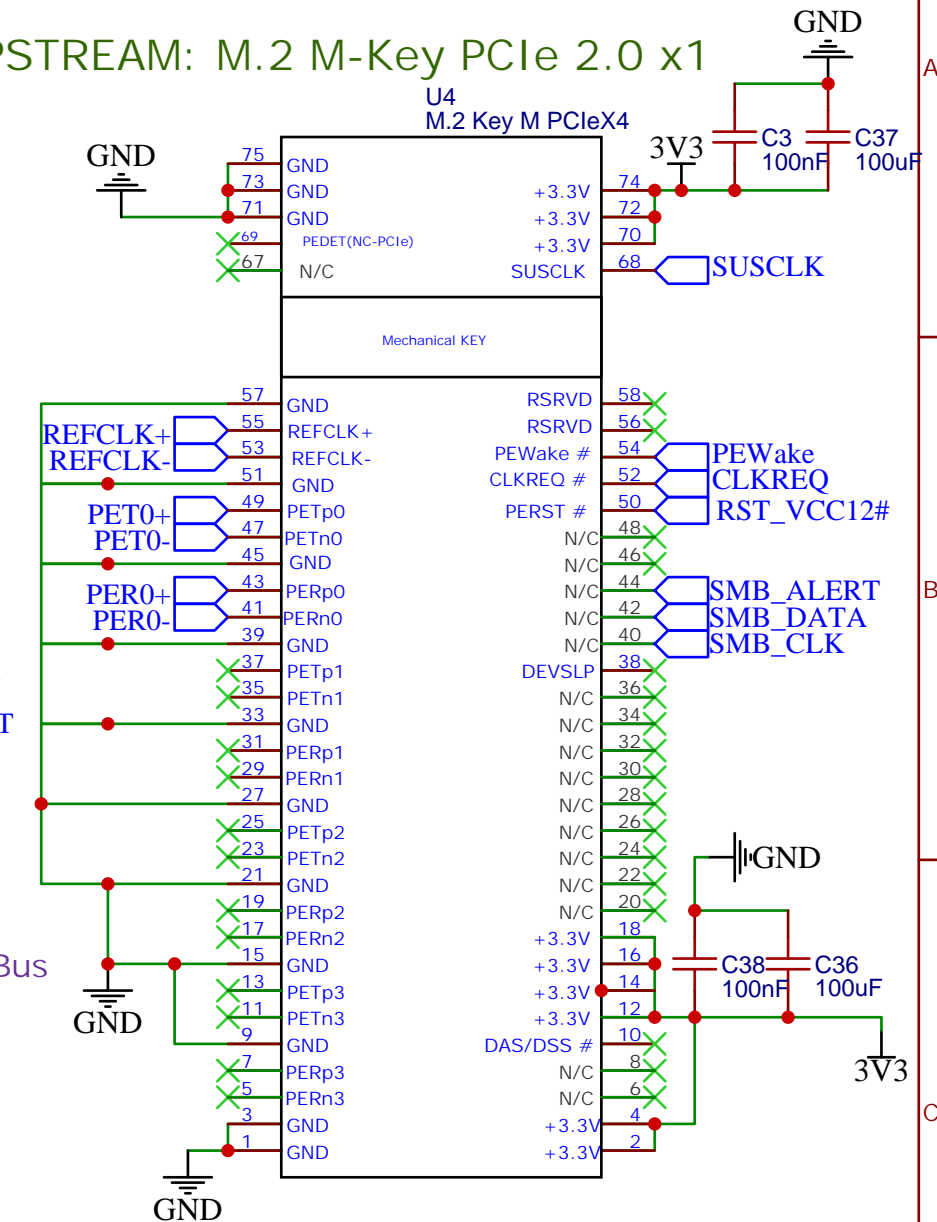 PSTREAM: M.2 M-Key PCIe 2.0 x1
GND
A
U4
M.2 Key M PCIeX4
GND
3V3
C3
100nF
C37
100uF
75 GND
73 GND
71 GND
69 PEDET(NC-PCIe)
67 N/C
+3.3V 74
+3.3V 72
+3.3V 70
SUSCLK 68 SUSCLK
Mechanical KEY
57 GND
REFCLK+ 55 REFCLK+
REFCLK- 53 REFCLK-
51 GND
PET0+ 49 PETp0
PET0- 47 PETn0
45 GND
PER0+ 43 PERp0
PER0- 41 PERn0
39 GND
37 PETp1
35 PETn1
33 GND
31 PERp1
29 PERn1
27 GND
25 PETp2
23 PETn2
21 GND
19 PERp2
17 PERn2
15 GND
13 PETp3
11 PETn3
9 GND
7 PERp3
5 PERn3
3 GND
1 GND
RSRVD 58
RSRVD 56
PEWake # 54 PEWake
CLKREQ # 52 CLKREQ
PERST # 50 RST_VCC12#
N/C 48
N/C 46
N/C 44 SMB_ALERT
N/C 42 SMB_DATA
N/C 40 SMB_CLK
DEVSLP 38
N/C 36
N/C 34
N/C 32
N/C 30
N/C 28
N/C 26
N/C 24
N/C 22
N/C 20
+3.3V 18
+3.3V 16
+3.3V 14
+3.3V 12
DAS/DSS # 10
N/C 8
N/C 6
+3.3V 4
+3.3V 2
B
T
GND
C38
100nF
C36
100uF
Bus
GND
3V3
C
GND